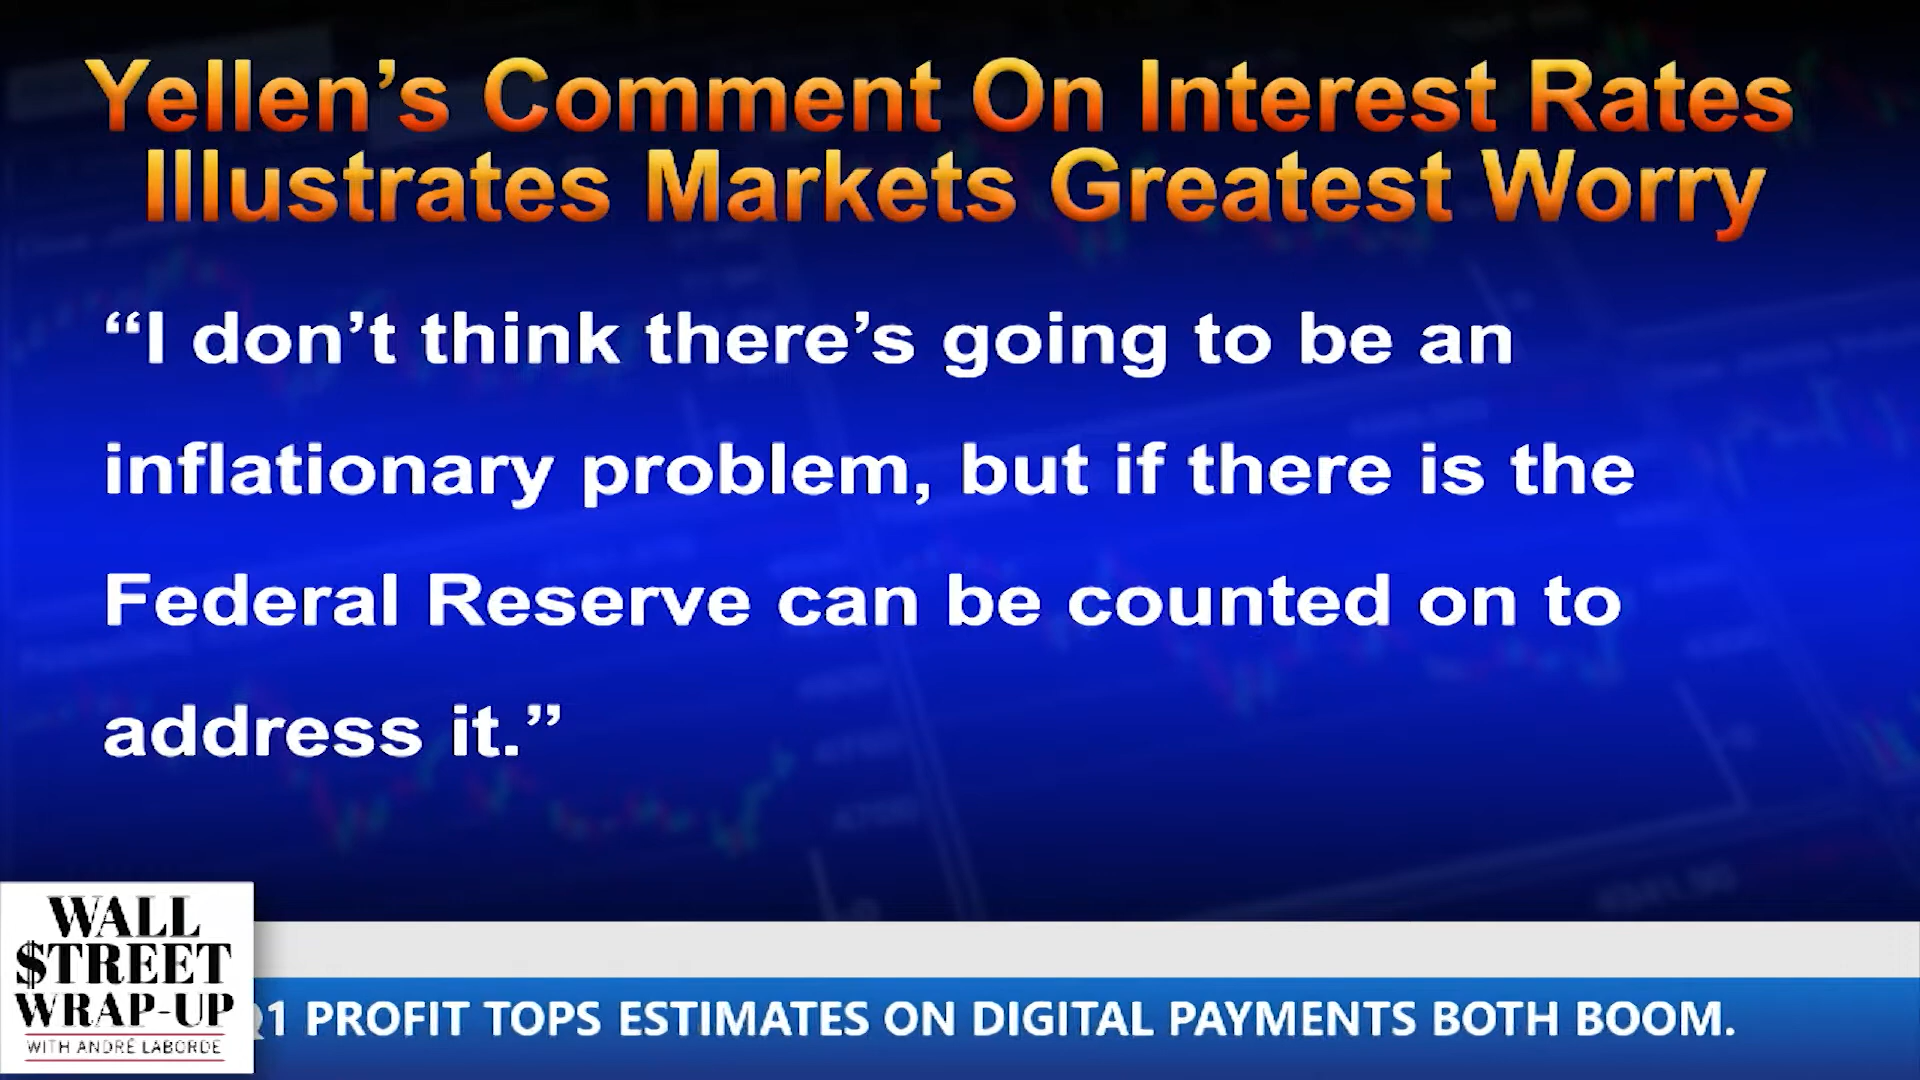 Yellen’s Comment On Interest Rates
Illustrates Markets Greatest Worry
“I don’t think there’s going to be an
inflationary problem, but if there is the
Federal Reserve can be counted on to
address it.”
WALL
$TREET
WRAP-UP
WITH ANDRÉ LABORDE
Q1 PROFIT TOPS ESTIMATES ON DIGITAL PAYMENTS BOTH BOOM.